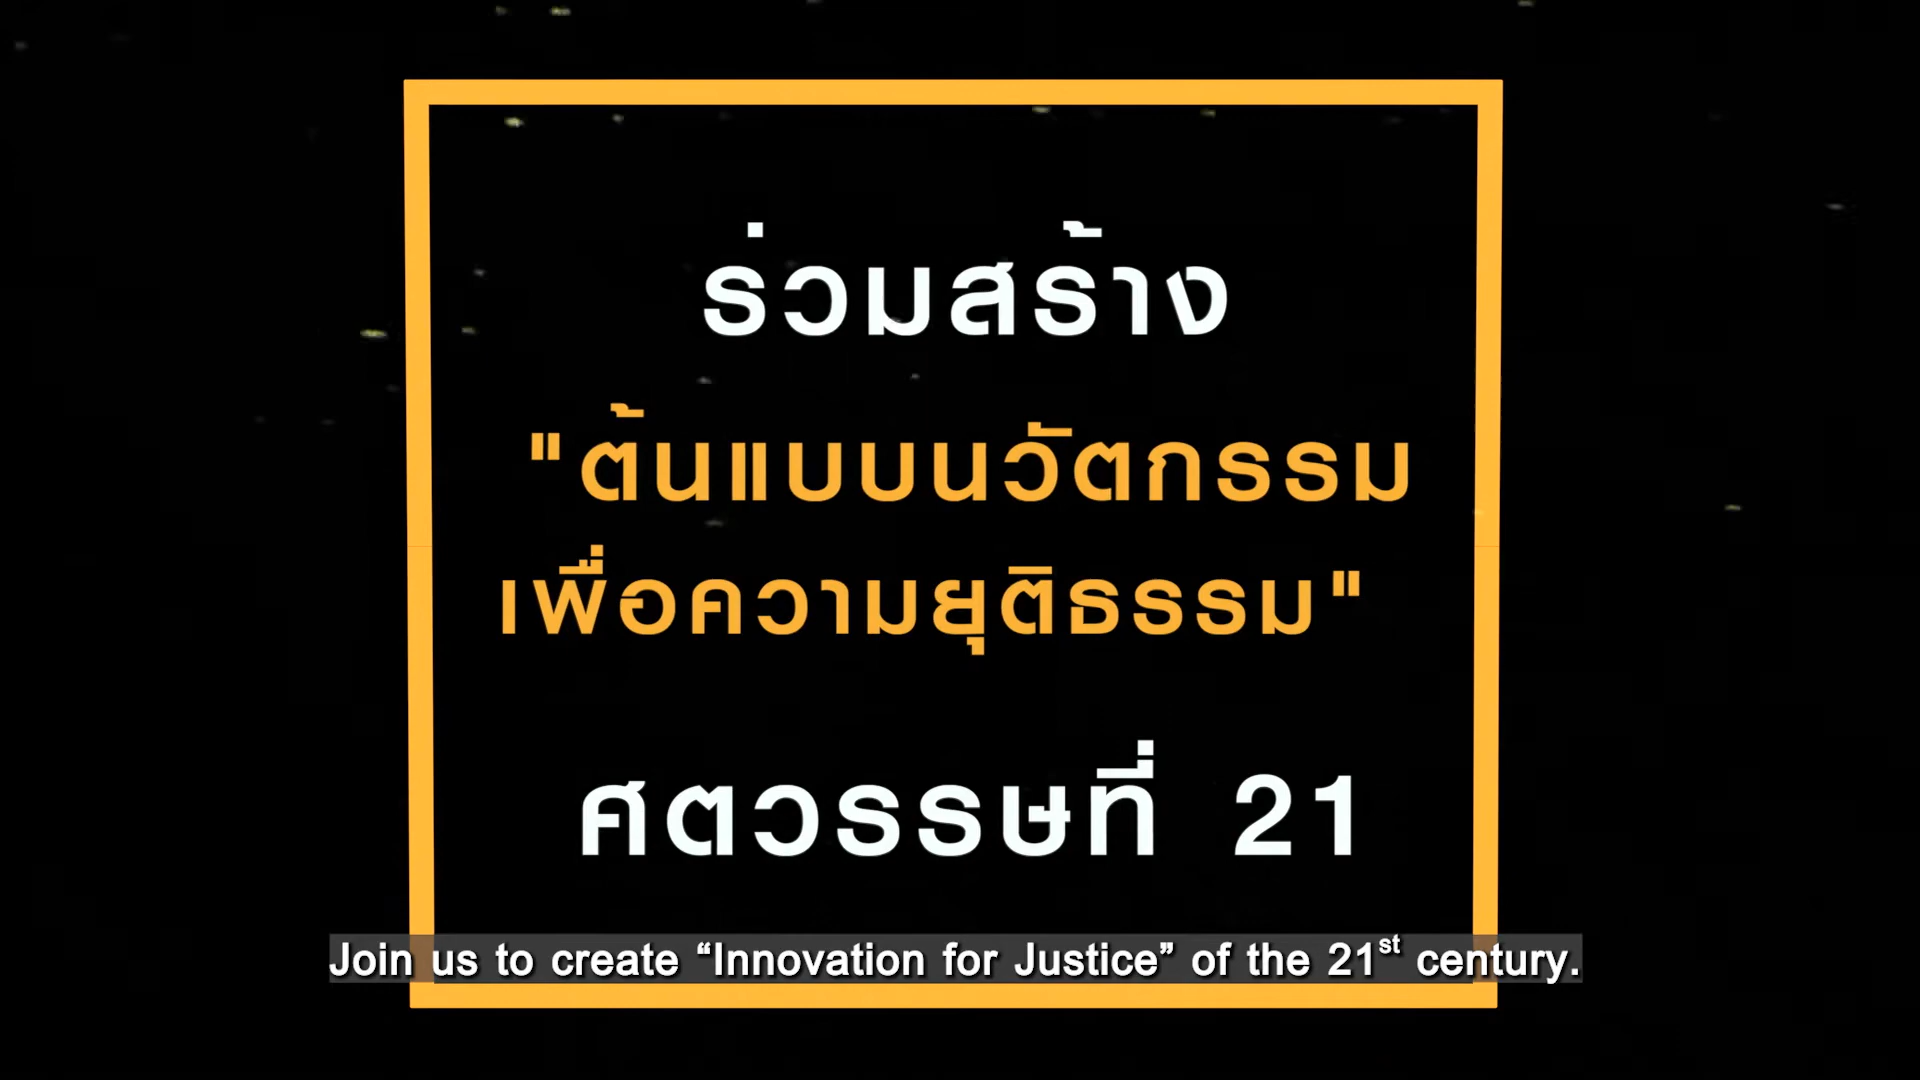 ร่วมสร้าง
"ต้นแบบนวัตกรรม
เพื่อความยุติธรรม"
ศตวรรษที่ 21
Join us to create “Innovation for Justice” of the 21st century.